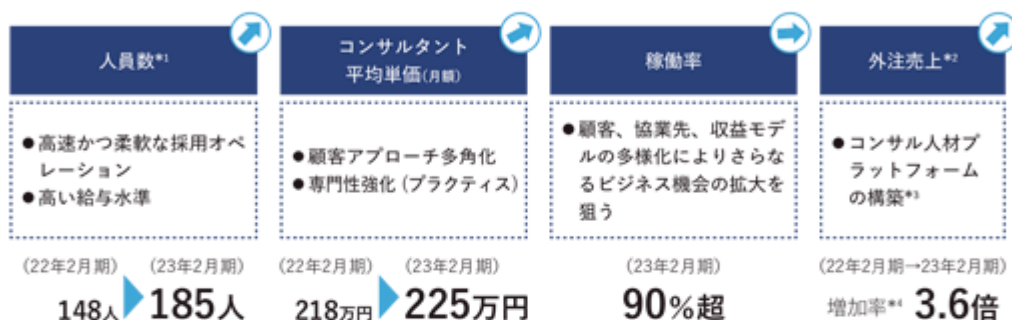 人員数*1
● 高速かつ柔軟な採用オペ
レーション
● 高い給与水準
(22年2月期) (23年2月期)
148人 185人
コンサルタント
平均単価(月額)
● 顧客アプローチ多角化
● 専門性強化 (プラクティス)
(22年2月期) (23年2月期)
218万円 225万円
稼働率
● 顧客、協業先、収益モデ
ルの多様化によりさらな
るビジネス機会の拡大を
狙う
(23年2月期)
90%超
外注売上*2
● コンサル人材プ
ラットフォーム
の構築*3
(22年2月期→23年2月期)
増加率*4 3.6倍